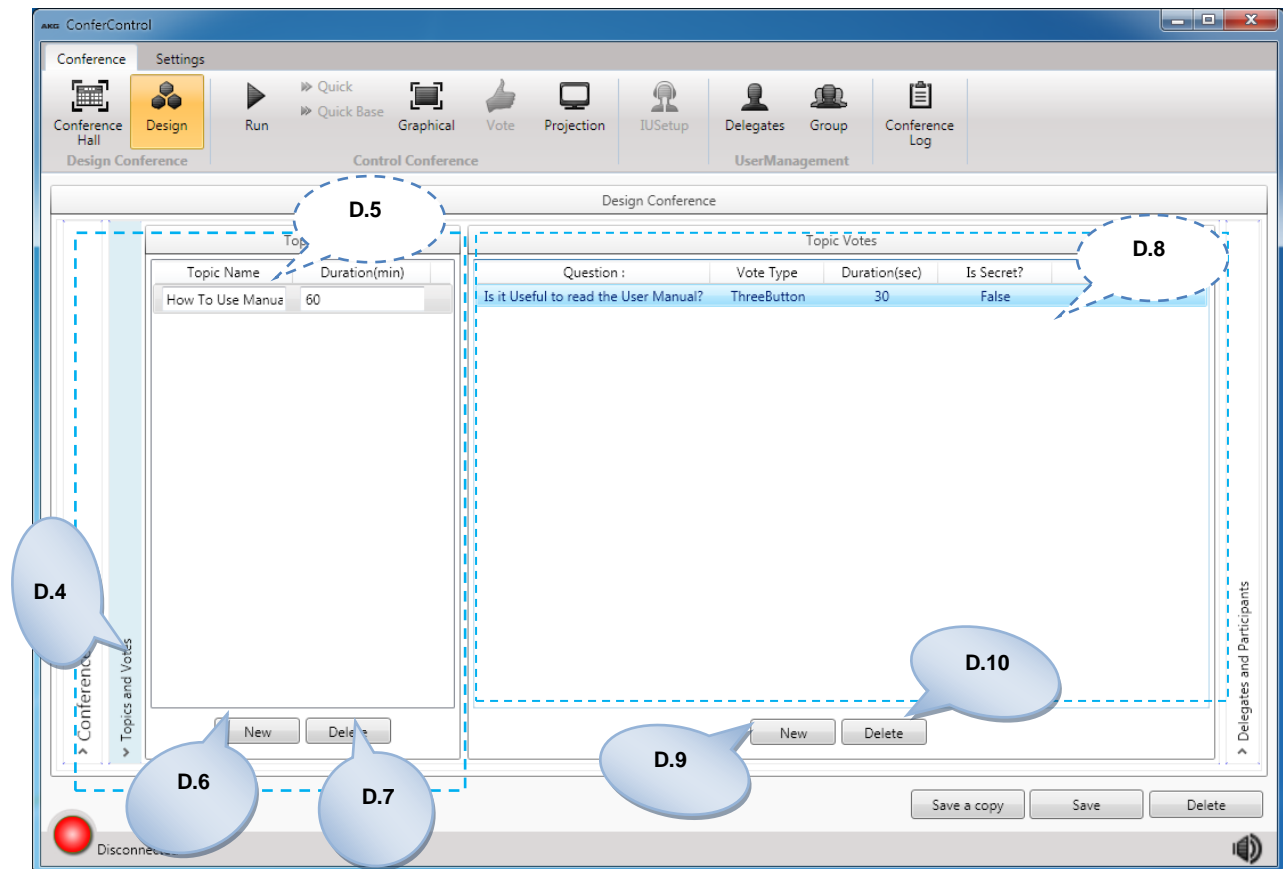 AKG ConferControl
Conference Settings
Conference Hall
Design
Run
Quick
Quick Base
Graphical
Vote
Projection
IUSetup
Delegates
Group
Conference Log
Design Conference
Control Conference
UserManagement
Design Conference
D.5
D.8
Topic Votes
Topic Name Duration(min)
How To Use Manua 60
Question : Vote Type Duration(sec) Is Secret?
Is it Useful to read the User Manual? ThreeButton 30 False
D.4
Conference
Topics and Votes
Delegates and Participants
D.10
New Delete
New Delete
D.9
D.6
D.7
Save a copy Save Delete